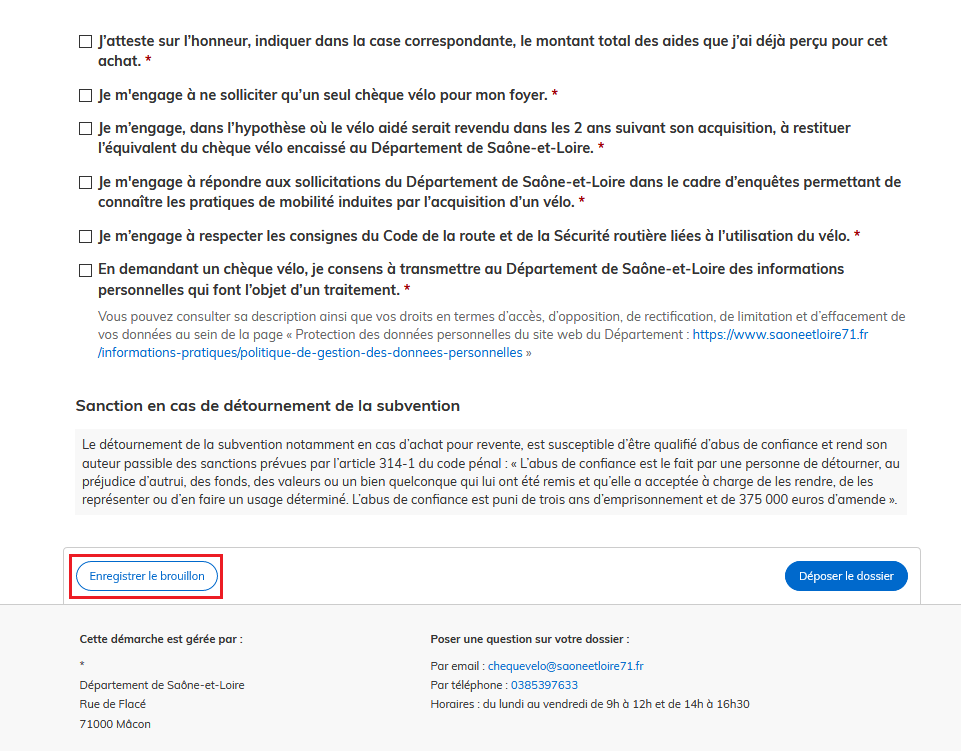 J’atteste sur l’honneur, indiquer dans la case correspondante, le montant total des aides que j’ai déjà perçu pour cet
achat. *
Je m'engage à ne solliciter qu’un seul chèque vélo pour mon foyer. *
Je m’engage, dans l’hypothèse où le vélo aidé serait revendu dans les 2 ans suivant son acquisition, à restituer
l’équivalent du chèque vélo encaissé au Département de Saône-et-Loire. *
Je m'engage à répondre aux sollicitations du Département de Saône-et-Loire dans le cadre d’enquêtes permettant de
connaître les pratiques de mobilité induites par l’acquisition d’un vélo. *
Je m’engage à respecter les consignes du Code de la route et de la Sécurité routière liées à l’utilisation du vélo. *
En demandant un chèque vélo, je consens à transmettre au Département de Saône-et-Loire des informations
personnelles qui font l’objet d’un traitement. *
Vous pouvez consulter sa description ainsi que vos droits en termes d’accès, d’opposition, de rectification, de limitation et d’effacement de
vos données au sein de la page « Protection des données personnelles du site web du Département : https://www.saoneetloire71.fr
/informations-pratiques/politique-de-gestion-des-donnees-personnelles »
Sanction en cas de détournement de la subvention
Le détournement de la subvention notamment en cas d’achat pour revente, est susceptible d’être qualifié d’abus de confiance et rend son
auteur passible des sanctions prévues par l’article 314-1 du code pénal : « L’abus de confiance est le fait par une personne de détourner, au
préjudice d’autrui, des fonds, des valeurs ou un bien quelconque qui lui ont été remis et qu’elle a acceptée à charge de les rendre, de les
représenter ou d’en faire un usage déterminé. L’abus de confiance est puni de trois ans d’emprisonnement et de 375 000 euros d’amende ».
Enregistrer le brouillon
Déposer le dossier
Cette démarche est gérée par :
*
Département de Saône-et-Loire
Rue de Flacé
71000 Mâcon
Poser une question sur votre dossier :
Par email : chequevelo@saoneetloire71.fr
Par téléphone : 0385397633
Horaires : du lundi au vendredi de 9h à 12h et de 14h à 16h30